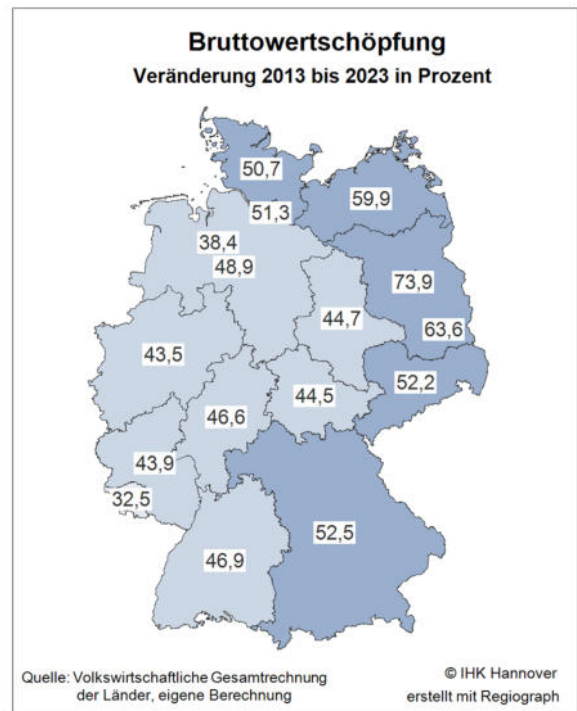 Bruttowertschöpfung
Veränderung 2013 bis 2023 in Prozent
50,7
59,9
51,3
38,4
48,9
73,9
44,7
63,6
43,5
52,2
44,5
46,6
43,9
32,5
52,5
46,9
Quelle: Volkswirtschaftliche Gesamtrechnung
der Länder, eigene Berechnung
© IHK Hannover
erstellt mit Regiograph